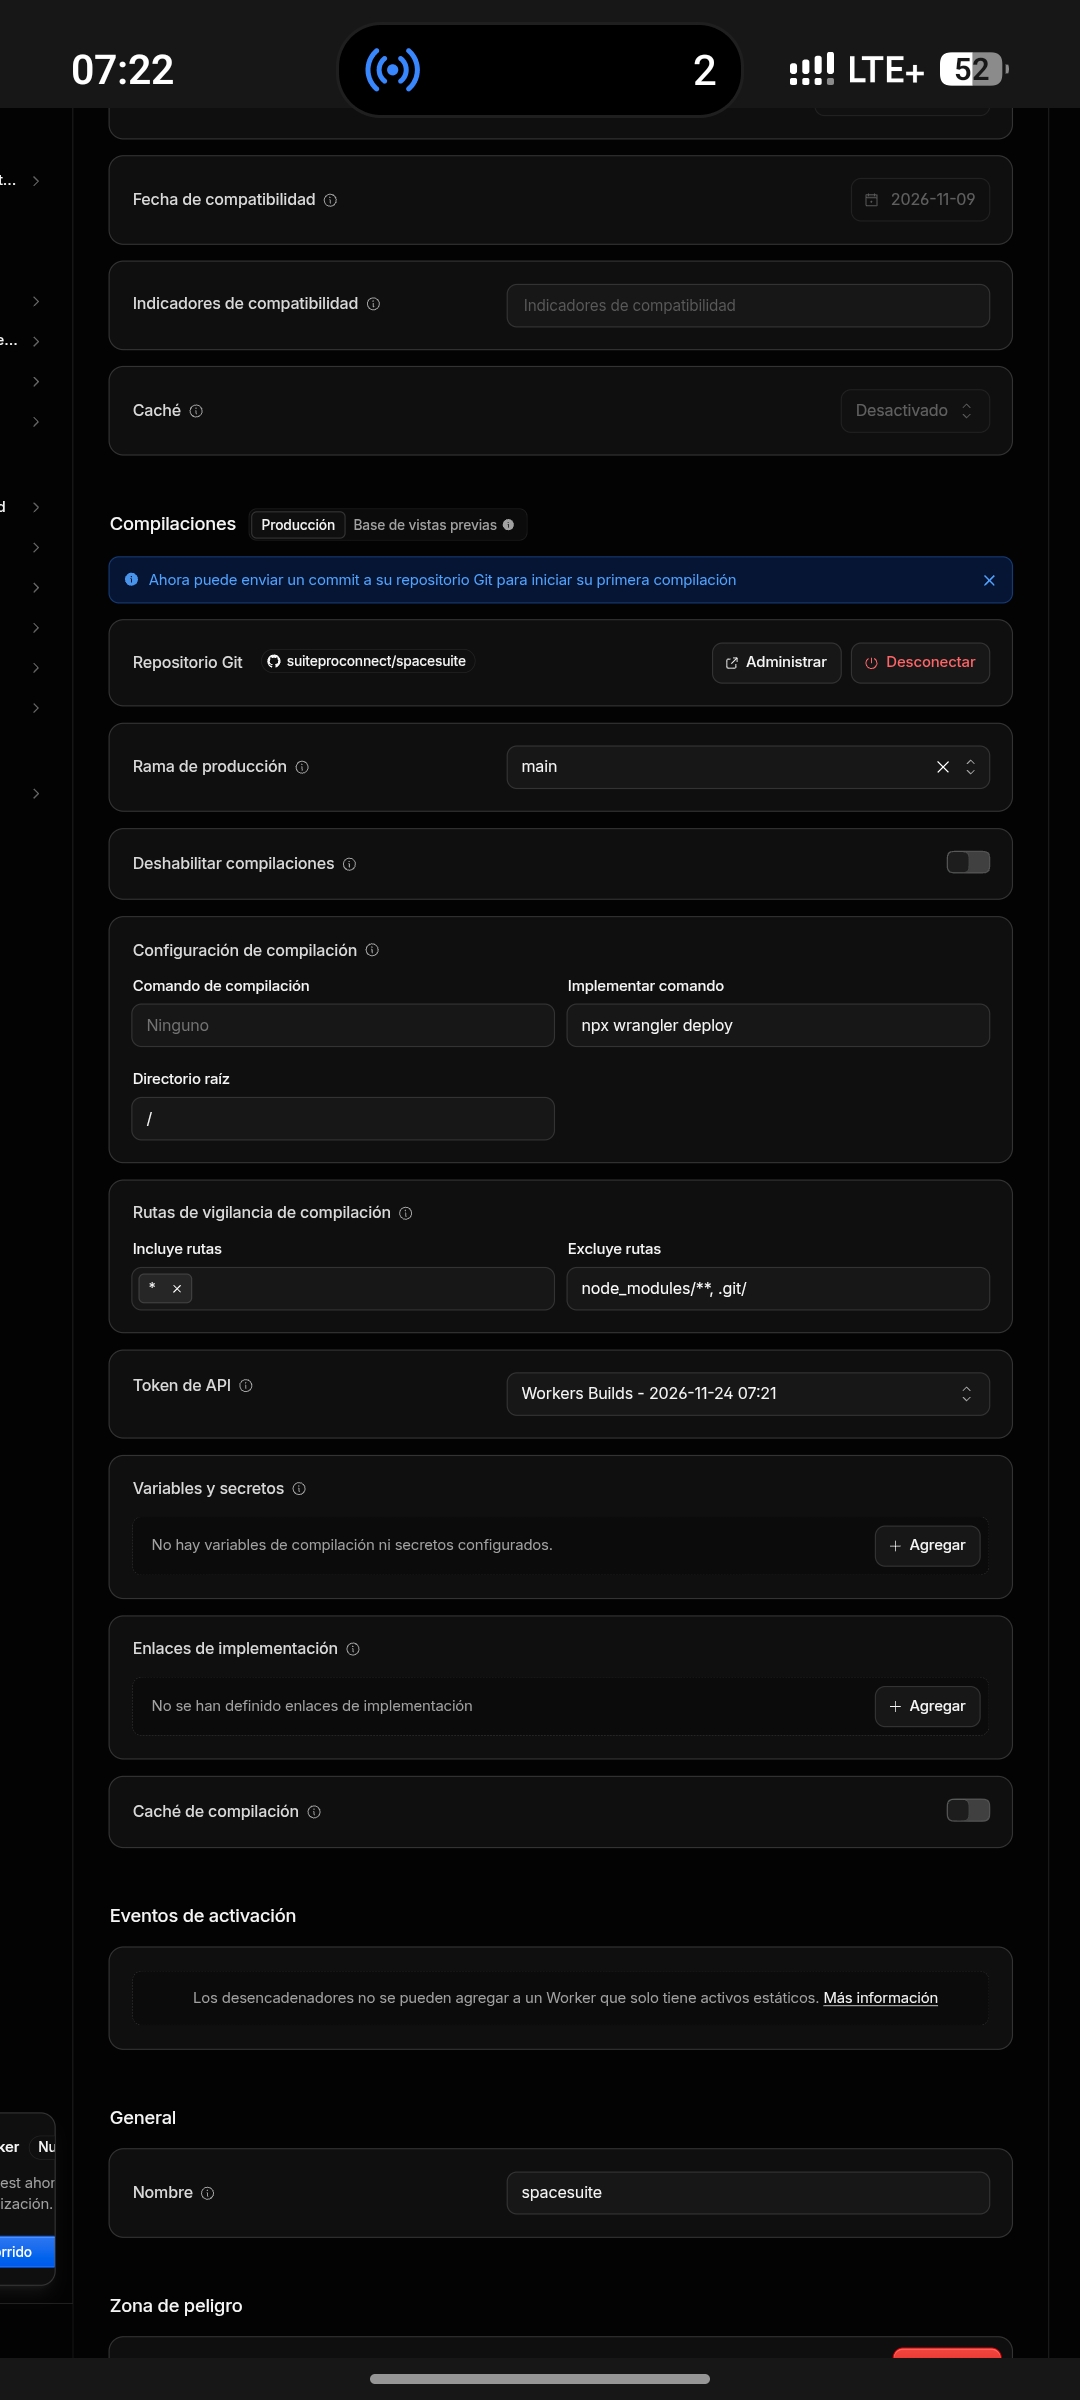 07:22
2
LTE+
52
t...
Fecha de compatibilidad
2026-11-09
Indicadores de compatibilidad
Indicadores de compatibilidad
e...
Caché
Desactivado
d
Compilaciones
Producción
Base de vistas previas
Ahora puede enviar un commit a su repositorio Git para iniciar su primera compilación
Repositorio Git
suiteproconnect/spacesuite
Administrar
Desconectar
Rama de producción
main
Deshabilitar compilaciones
Configuración de compilación
Comando de compilación
Implementar comando
Ninguno
npx wrangler deploy
Directorio raíz
/
Rutas de vigilancia de compilación
Incluye rutas
Excluye rutas
*
node_modules/**, .git/
Token de API
Workers Builds - 2026-11-24 07:21
Variables y secretos
No hay variables de compilación ni secretos configurados.
Agregar
Enlaces de implementación
No se han definido enlaces de implementación
Agregar
Caché de compilación
Eventos de activación
Los desencadenadores no se pueden agregar a un Worker que solo tiene activos estáticos. Más información
General
ker
Nu
est ahor
ización.
Nombre
spacesuite
orrido
Zona de peligro